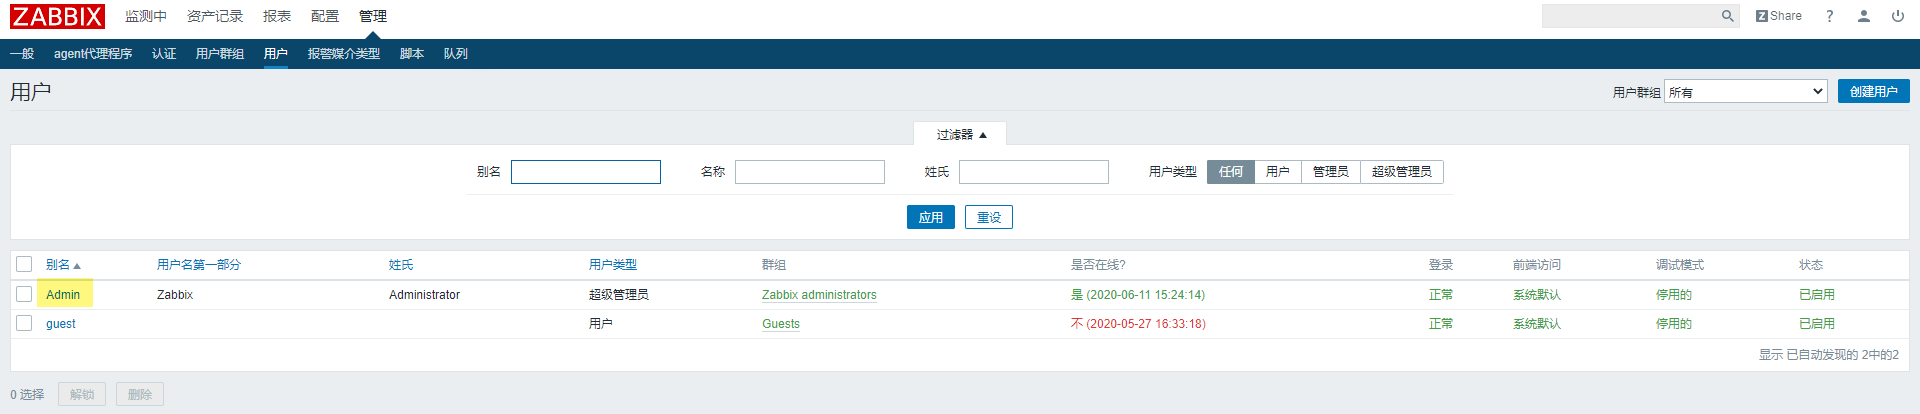 ZABBIX 监测中 资产记录 报表 配置 管理 Z Share ?
一般 agent代理程序 认证 用户群组 用户 报警媒介类型 脚本 队列
用户 用户群组 所有 创建用户
过滤器 ▲
别名 名称 姓氏 用户类型 任何 用户 管理员 超级管理员
应用 重设
别名 ▲ 用户名第一部分 姓氏 用户类型 群组 是否在线? 登录 前端访问 调试模式 状态
Admin Zabbix Administrator 超级管理员 Zabbix administrators 是 (2020-06-11 15:24:14) 正常 系统默认 停用的 已启用
guest 用户 Guests 不 (2020-05-27 16:33:18) 正常 系统默认 停用的 已启用
显示 已自动发现的 2中的2
0 选择 解锁 删除